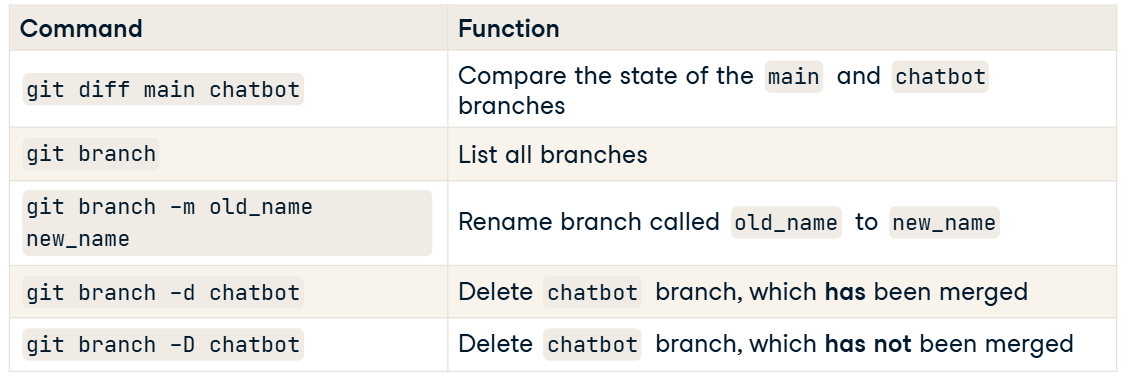 Command Function
git diff main chatbot Compare the state of the main and chatbot
branches
git branch List all branches
git branch -m old_name
new_name
Rename branch called old_name to new_name
git branch -d chatbot Delete chatbot branch, which has been merged
git branch -D chatbot Delete chatbot branch, which has not been merged